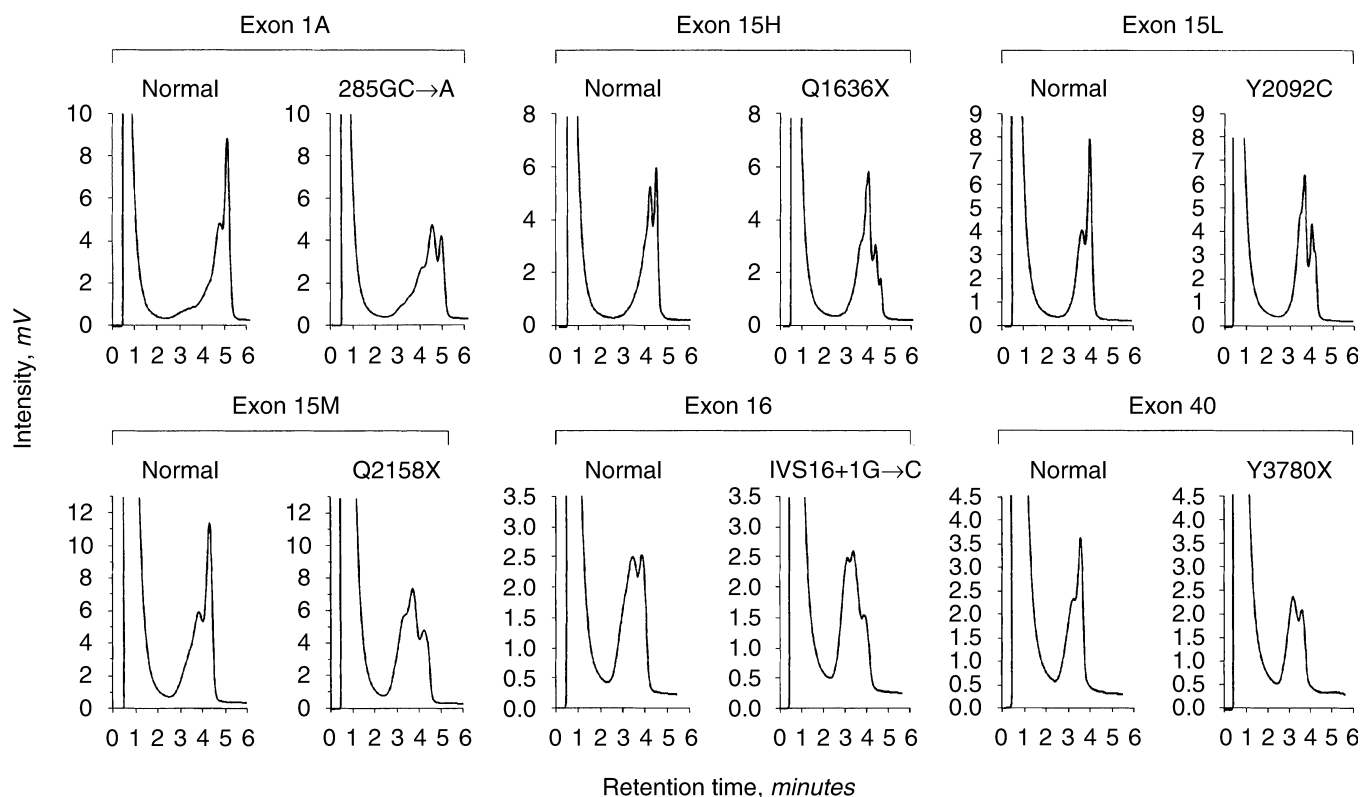 Exon 1A Exon 15H Exon 15L
Normal 285GC→A Normal Q1636X Normal Y2092C
10 10 8 8 9 9
8 8 6 6 8 8
6 6 4 4 7 7
4 4 2 2 6 6
2 2 0 0 5 5
0 0 4 4
3 3
2 2
1 1
0 0
0 1 2 3 4 5 6 0 1 2 3 4 5 6 0 1 2 3 4 5 6 0 1 2 3 4 5 6 0 1 2 3 4 5 6 0 1 2 3 4 5 6
Intensity, mV
Exon 15M Exon 16 Exon 40
Normal Q2158X Normal IVS16+1G→C Normal Y3780X
12 12 3.5 3.5 4.5 4.5
10 10 3.0 3.0 4.0 4.0
8 8 2.5 2.5 3.5 3.5
6 6 2.0 2.0 3.0 3.0
4 4 1.5 1.5 2.5 2.5
2 2 1.0 1.0 2.0 2.0
0 0 0.5 0.5 1.5 1.5
0.0 0.0 1.0 1.0
0.5 0.5
0.0 0.0
0 1 2 3 4 5 6 0 1 2 3 4 5 6 0 1 2 3 4 5 6 0 1 2 3 4 5 6 0 1 2 3 4 5 6 0 1 2 3 4 5 6
Retention time, minutes